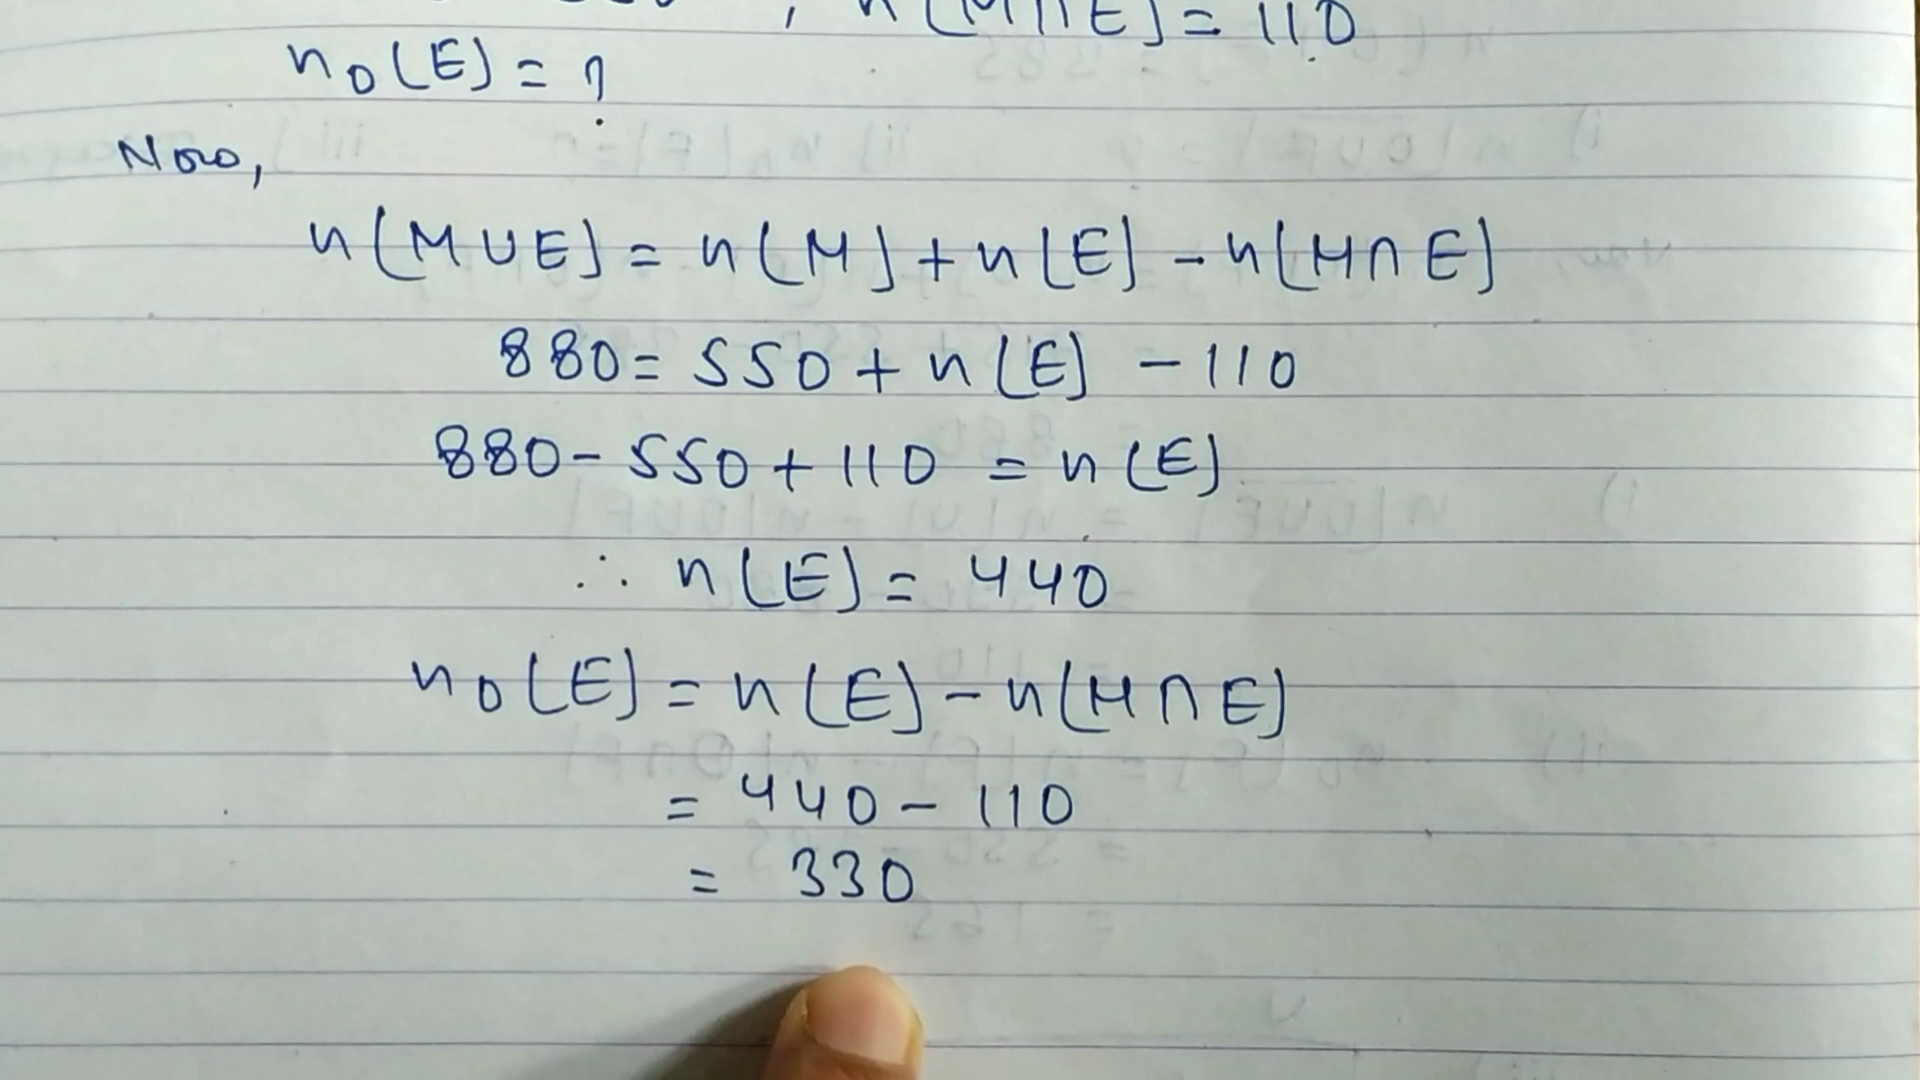 , n(M∩E) = 110
n₀(E) = ?
Now,
n(M∪E) = n(M) + n(E) - n(M∩E)
880 = 550 + n(E) - 110
880 - 550 + 110 = n(E)
∴ n(E) = 440
n₀(E) = n(E) - n(M∩E)
= 440 - 110
= 330